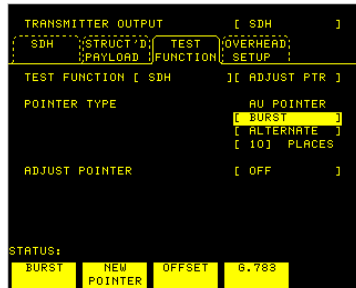 TRANSMITTER OUTPUT [ SDH ]
SDH STRUCT'D TEST OVERHEAD
PAYLOAD FUNCTION SETUP
TEST FUNCTION [ SDH ][ ADJUST PTR ]
POINTER TYPE AU POINTER
[ BURST ]
[ ALTERNATE ]
[ 10] PLACES
ADJUST POINTER [ OFF ]
STATUS:
BURST NEW OFFSET G.783
POINTER